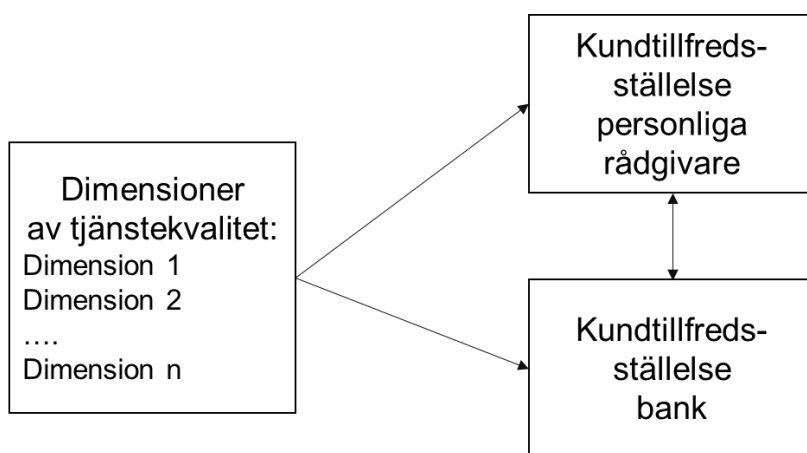 Dimensioner
av tjänstekvalitet:
Dimension 1
Dimension 2
….
Dimension n
Kundtillfreds-
ställelse
personliga
rådgivare
Kundtillfreds-
ställelse
bank